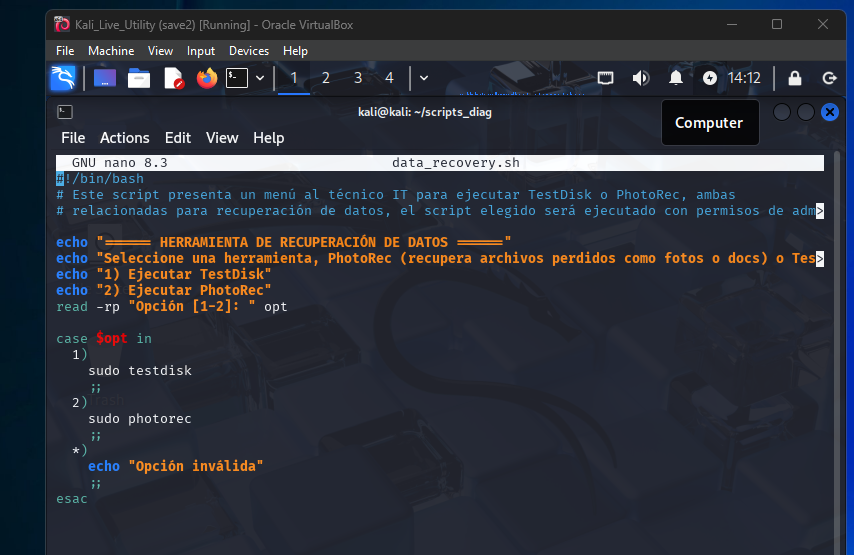 Kali_Live_Utility (save2) [Running] - Oracle VirtualBox
File Machine View Input Devices Help
1 2 3 4 14:12
kali@kali: ~/scripts_diag
Computer
File Actions Edit View Help
GNU nano 8.3 data_recovery.sh
#!/bin/bash
# Este script presenta un menú al técnico IT para ejecutar TestDisk o PhotoRec, ambas
# relacionadas para recuperación de datos, el script elegido será ejecutado con permisos de adm>
echo "====== HERRAMIENTA DE RECUPERACIÓN DE DATOS ======"
echo "Seleccione una herramienta, PhotoRec (recupera archivos perdidos como fotos o docs) o Tes>
echo "1) Ejecutar TestDisk"
echo "2) Ejecutar PhotoRec"
read -rp "Opción [1-2]: " opt
case $opt in
1)
sudo testdisk
;;
2)
sudo photorec
;;
*)
echo "Opción inválida"
;;
esac